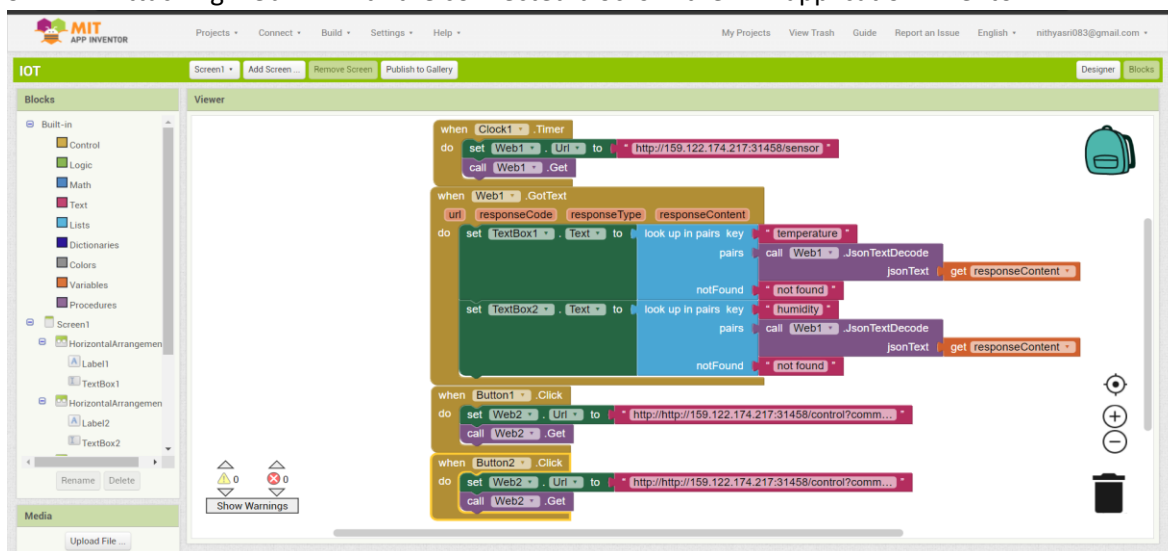 MIT
APP INVENTOR
Projects Connect Build Settings Help My Projects View Trash Guide Report an Issue English nithyasri083@gmail.com
IOT Screen1 Add Screen ... Remove Screen Publish to Gallery Designer Blocks
Blocks
Viewer
Built-in
Control
Logic
Math
Text
Lists
Dictionaries
Colors
Variables
Procedures
Screen1
HorizontalArrangemen
Label1
TextBox1
HorizontalArrangemen
Label2
TextBox2
Rename Delete
Media
Upload File ...
when Clock1 .Timer
do set Web1 . Url to " http://159.122.174.217:31458/sensor "
call Web1 .Get
when Web1 .GotText
url responseCode responseType responseContent
do set TextBox1 . Text to look up in pairs key " temperature "
pairs call Web1 .JsonTextDecode
jsonText get responseContent
notFound " not found "
set TextBox2 . Text to look up in pairs key " humidity "
pairs call Web1 .JsonTextDecode
jsonText get responseContent
notFound " not found "
when Button1 .Click
do set Web2 . Url to " http://http://159.122.174.217:31458/control?comm... "
call Web2 .Get
when Button2 .Click
do set Web2 . Url to " http://http://159.122.174.217:31458/control?comm... "
call Web2 .Get
0 0
Show Warnings